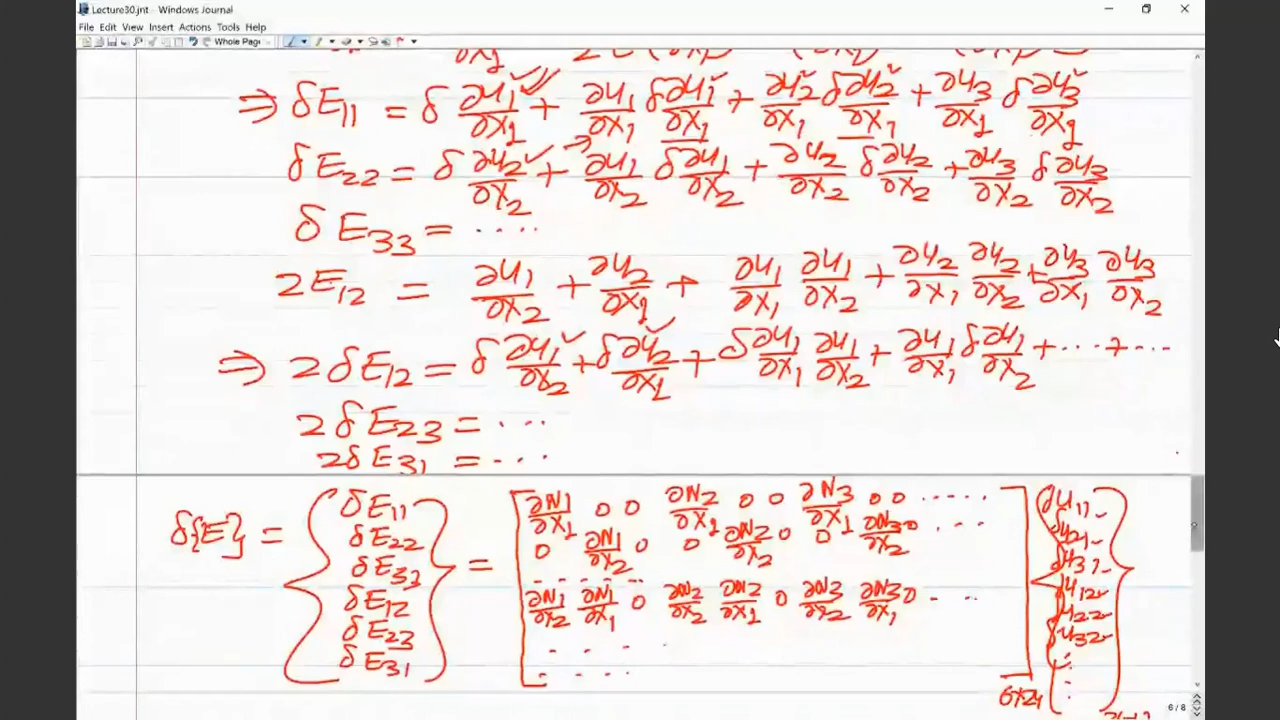 Lecture30.jnt - Windows Journal
File Edit View Insert Actions Tools Help
Whole Page
⇒ δE₁₁ = δ ∂u₁/∂X₁ + ∂u₁/∂X₁ δ∂u₁/∂X₁ + ∂u₂/∂X₁ δ∂u₂/∂X₁ + ∂u₃/∂X₁ δ∂u₃/∂X₁
δE₂₂ = δ ∂u₂/∂X₂ + ∂u₁/∂X₂ δ∂u₁/∂X₂ + ∂u₂/∂X₂ δ∂u₂/∂X₂ + ∂u₃/∂X₂ δ∂u₃/∂X₂
δE₃₃ = ....
2E₁₂ = ∂u₁/∂X₂ + ∂u₂/∂X₁ + ∂u₁/∂X₁ ∂u₁/∂X₂ + ∂u₂/∂X₁ ∂u₂/∂X₂ + ∂u₃/∂X₁ ∂u₃/∂X₂
⇒ 2δE₁₂ = δ∂u₁/∂X₂ + δ∂u₂/∂X₁ + δ∂u₁/∂X₁ ∂u₁/∂X₂ + ∂u₁/∂X₁ δ∂u₁/∂X₂ + ... + ...
2δE₂₃ = ...
2δE₃₁ = ...
δ{E} = {δE₁₁ δE₂₂ δE₃₃ δE₁₂ δE₂₃ δE₃₁} =
[∂N₁/∂X₁ 0 0 ∂N₂/∂X₁ 0 0 ∂N₃/∂X₁ 0 0 .....
0 ∂N₁/∂X₂ 0 0 ∂N₂/∂X₂ 0 0 ∂N₃/∂X₂ 0 ...
......
∂N₁/∂X₂ ∂N₁/∂X₁ 0 ∂N₂/∂X₂ ∂N₂/∂X₁ 0 ∂N₃/∂X₂ ∂N₃/∂X₁ 0 ...
....
....] 6×24
{δu₁₁ δu₂₁ δu₃₁ δu₁₂ δu₂₂ δu₃₂ ⋮}
6 / 8